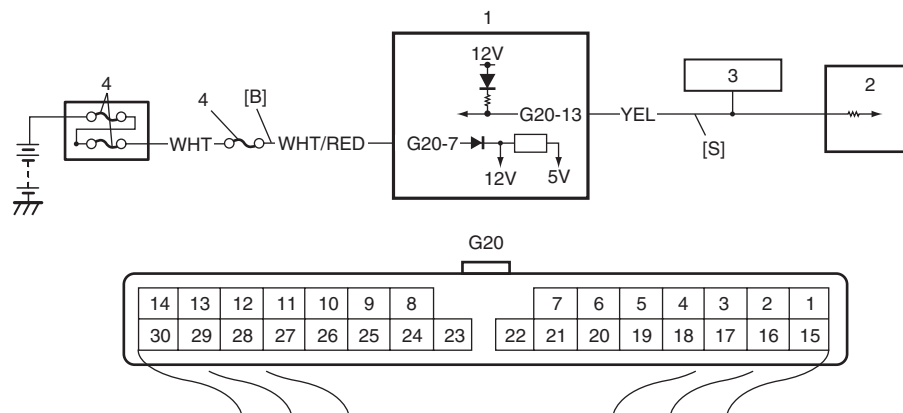 1
12V
4
4
[B]
WHT
WHT/RED
G20-13
YEL
3
2
[S]
G20-7
12V
5V
G20
14 13 12 11 10 9 8 7 6 5 4 3 2 1
30 29 28 27 26 25 24 23 22 21 20 19 18 17 16 15